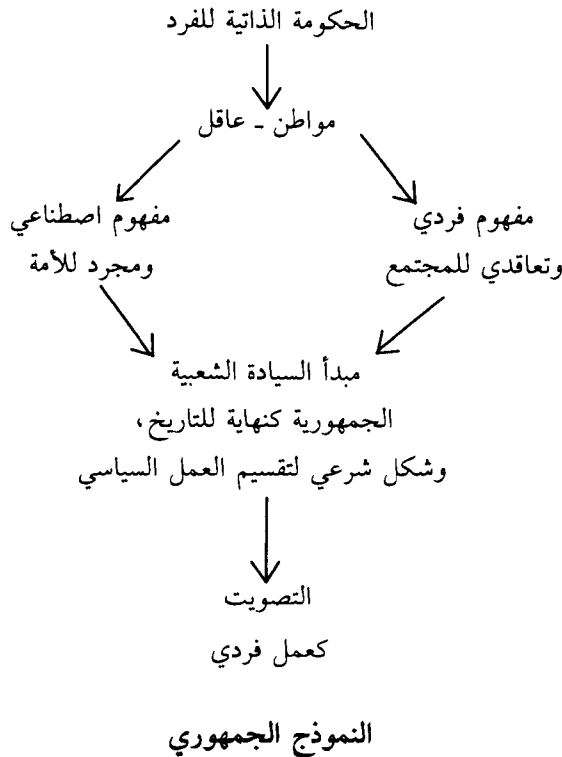 الحكومة الذاتية للفرد
مواطن - عاقل
مفهوم فردي
وتعاقدي للمجتمع
مفهوم اصطناعي
ومجرد للأمة
مبدأ السيادة الشعبية
الجمهورية كنهاية للتاريخ،
وشكل شرعي لتقسيم العمل السياسي
التصويت
كعمل فردي
النموذج الجمهوري